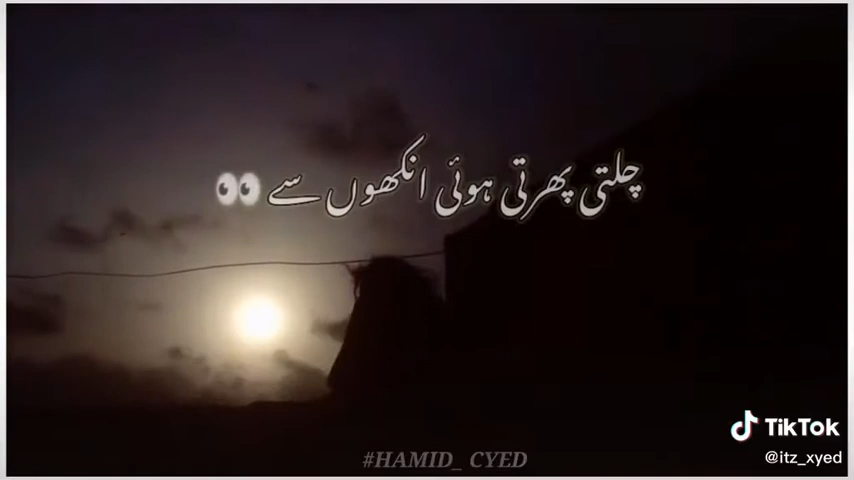 چلتی پھرتی ہوئی انکھوں سے 👀
TikTok
@itz_xyed
#HAMID_ CYED